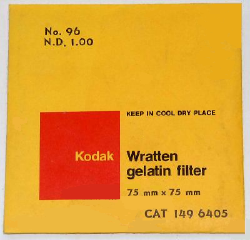 No. 96
N.D. 1.00
KEEP IN COOL DRY PLACE
Kodak
Wratten
gelatin filter
75 mm x 75 mm
CAT 149 6405